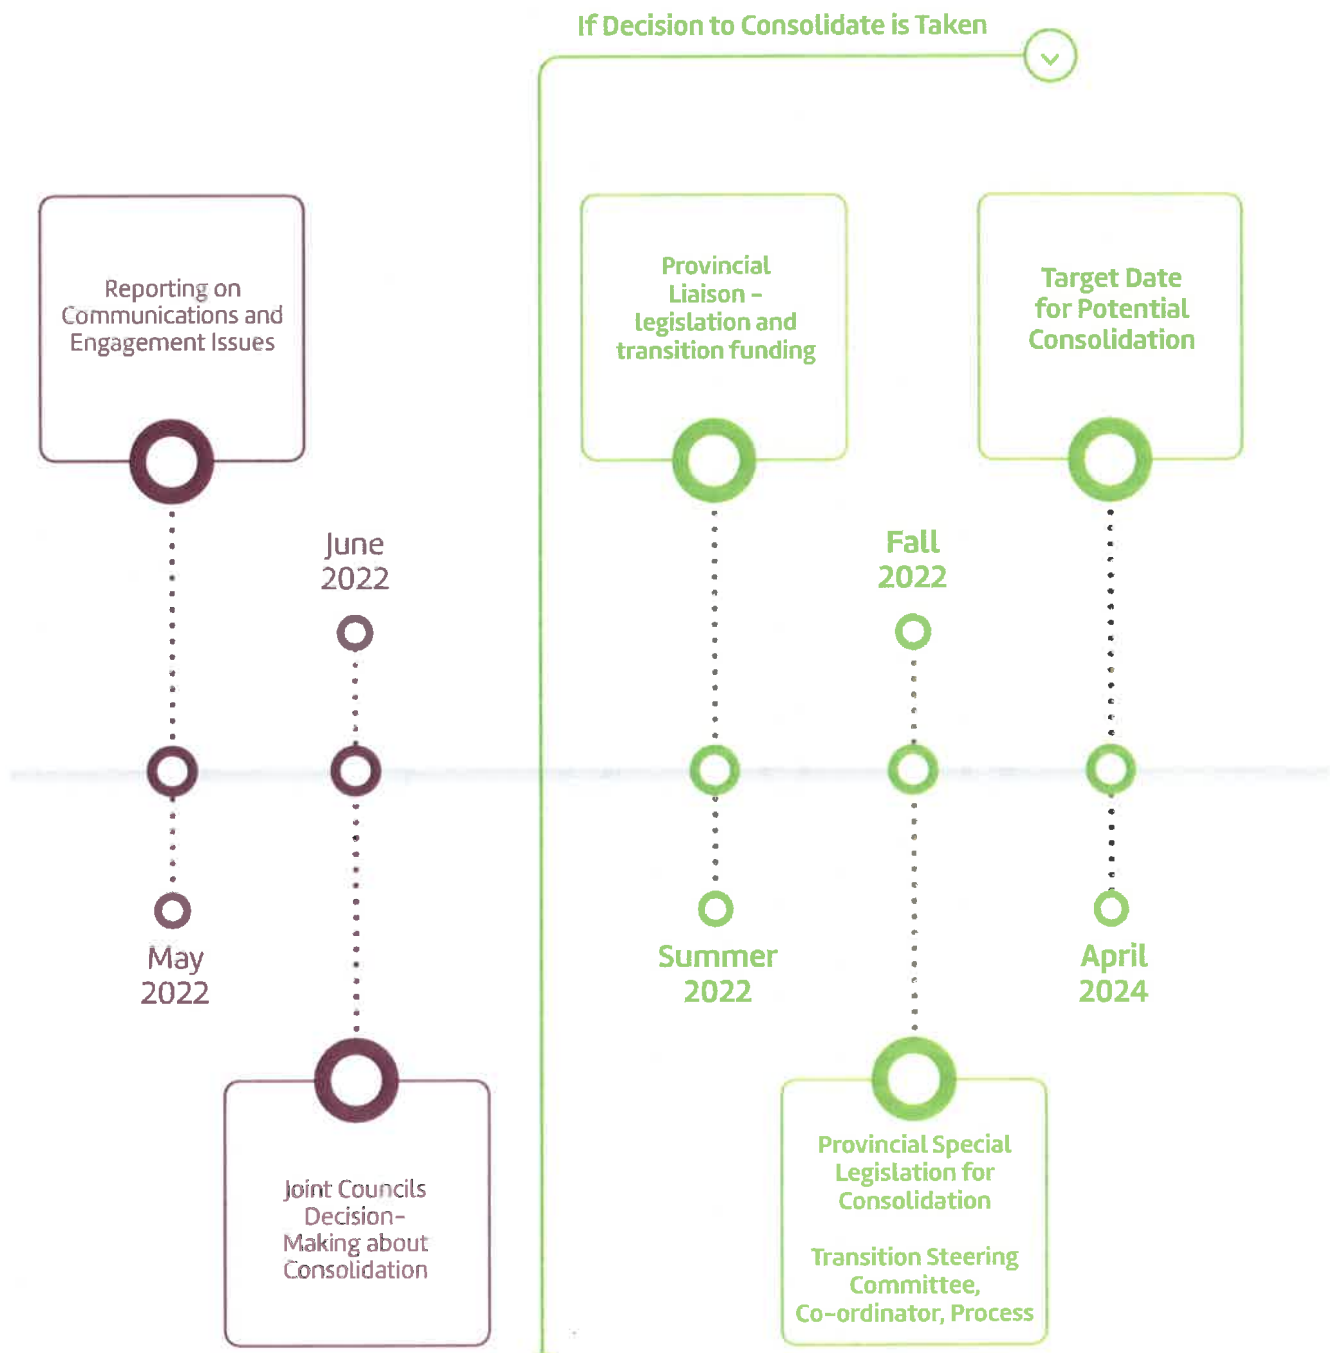 If Decision to Consolidate is Taken
Reporting on
Communications and
Engagement Issues
May
2022
June
2022
Joint Councils
Decision-
Making about
Consolidation
Provincial
Liaison –
legislation and
transition funding
Summer
2022
Fall
2022
Provincial Special
Legislation for
Consolidation
Transition Steering
Committee,
Co-ordinator, Process
Target Date
for Potential
Consolidation
April
2024